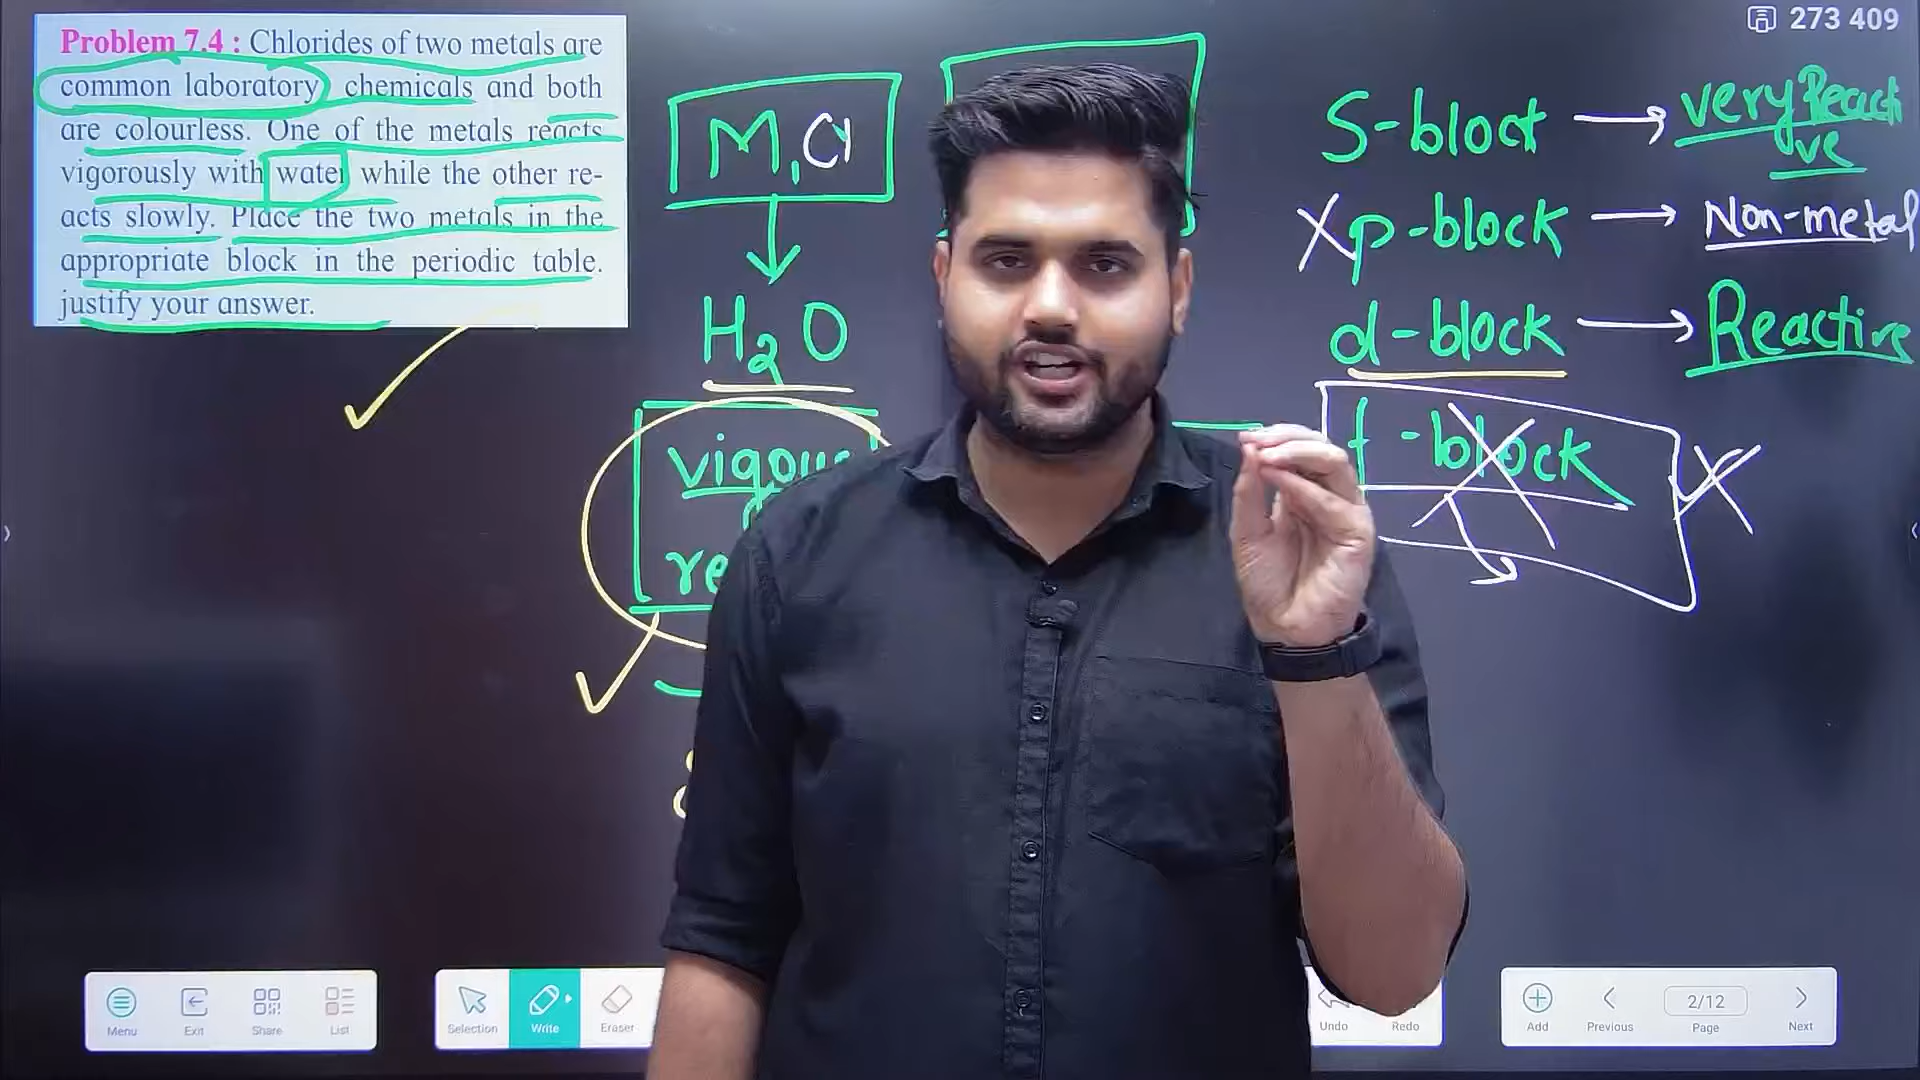 Problem 7.4 : Chlorides of two metals are
common laboratory chemicals and both
are colourless. One of the metals reacts
vigorously with water while the other re-
acts slowly. Place the two metals in the
appropriate block in the periodic table.
justify your answer.
273 409
M,Cl
H2O
S-block → very Reacti
ve
X p-block → Non-metal
d-block → Reactive
f-block X
Menu
Exit
Share
List
Selection
Write
Eraser
Undo
Redo
Add
Previous
2/12
Page
Next